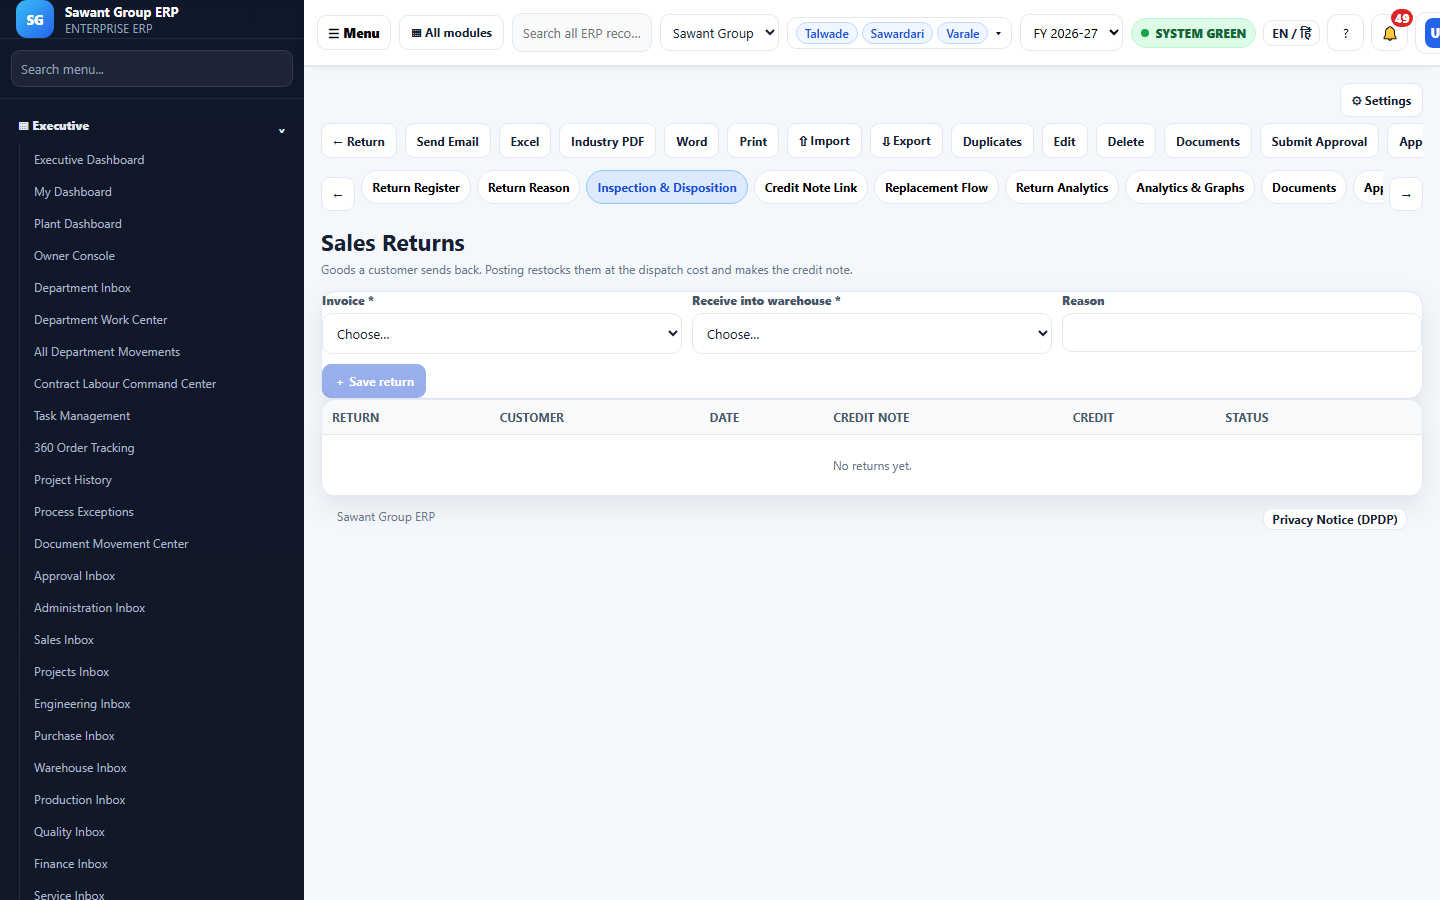 SG
Sawant Group ERP
ENTERPRISE ERP
Search menu...
Executive
Executive Dashboard
My Dashboard
Plant Dashboard
Owner Console
Department Inbox
Department Work Center
All Department Movements
Contract Labour Command Center
Task Management
360 Order Tracking
Project History
Process Exceptions
Document Movement Center
Approval Inbox
Administration Inbox
Sales Inbox
Projects Inbox
Engineering Inbox
Purchase Inbox
Warehouse Inbox
Production Inbox
Quality Inbox
Finance Inbox
Service Inbox
☰ Menu All modules Search all ERP reco... Sawant Group Talwade Sawardari Varale FY 2026-27 SYSTEM GREEN EN / हिं ? 49 U
⚙ Settings
← Return Send Email Excel Industry PDF Word Print ⇧ Import ⇩ Export Duplicates Edit Delete Documents Submit Approval App
← Return Register Return Reason Inspection & Disposition Credit Note Link Replacement Flow Return Analytics Analytics & Graphs Documents Ap →
Sales Returns
Goods a customer sends back. Posting restocks them at the dispatch cost and makes the credit note.
Invoice * Receive into warehouse * Reason
Choose... Choose...
+ Save return
RETURN CUSTOMER DATE CREDIT NOTE CREDIT STATUS
No returns yet.
Sawant Group ERP Privacy Notice (DPDP)